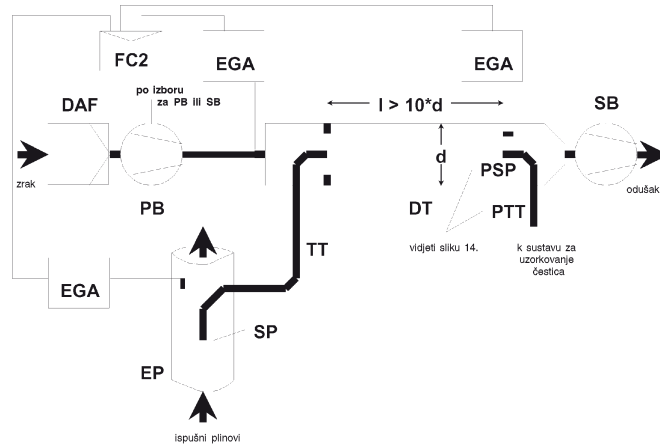 FC2
EGA
EGA
po izboru
za PB ili SB
l > 10*d
DAF
SB
d
zrak
PB
PSP
DT
PTT
odušak
vidjeti sliku 14.
k sustavu za
uzorkovanje
čestica
TT
EGA
SP
EP
ispušni plinovi